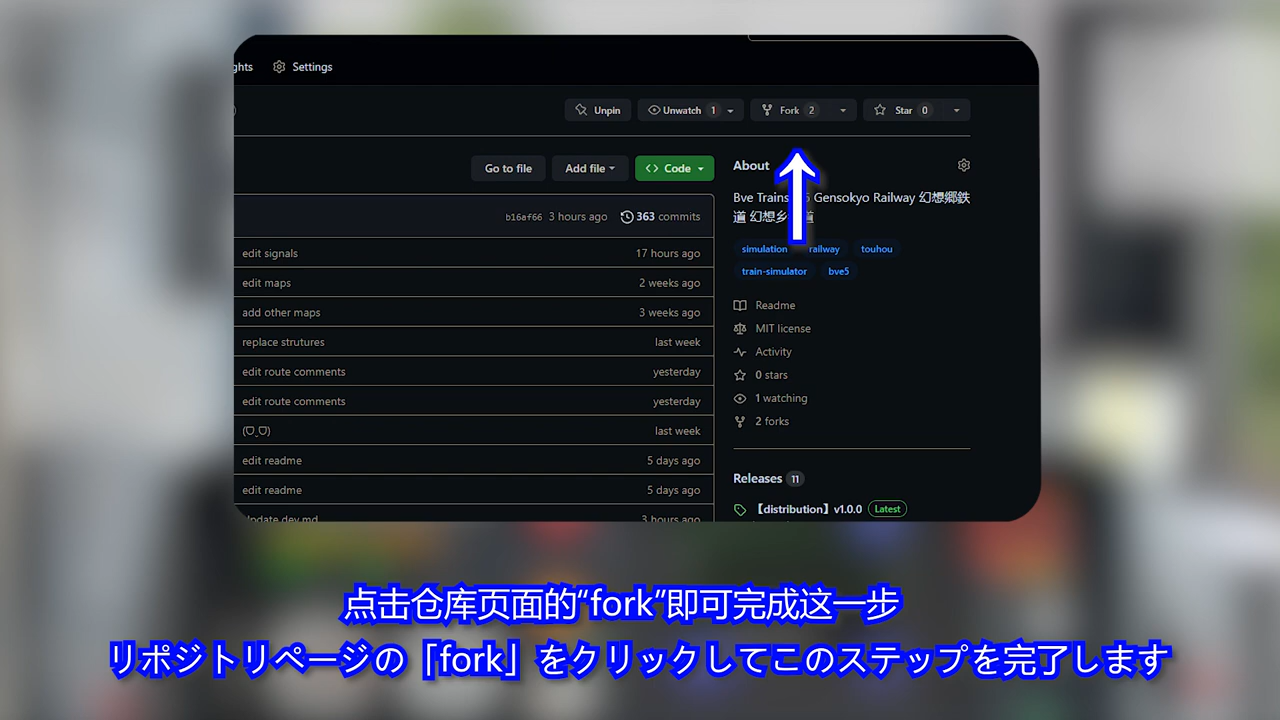 ghts Settings
Unpin Unwatch 1 Fork 2 Star 0
Go to file Add file Code
b16af66 3 hours ago 363 commits
edit signals 17 hours ago
edit maps 2 weeks ago
add other maps 3 weeks ago
replace strutures last week
edit route comments yesterday
edit route comments yesterday
(ᗜ ˬ ᗜ) last week
edit readme 5 days ago
edit readme 5 days ago
Update dev.md 3 hours ago
About
Bve Trains Gensokyo Railway 幻想郷鉄
道 幻想乡 道
simulation railway touhou
train-simulator bve5
Readme
MIT license
Activity
0 stars
1 watching
2 forks
Releases 11
【distribution】v1.0.0 Latest
点击仓库页面的“fork”即可完成这一步
リポジトリページの「fork」をクリックしてこのステップを完了します